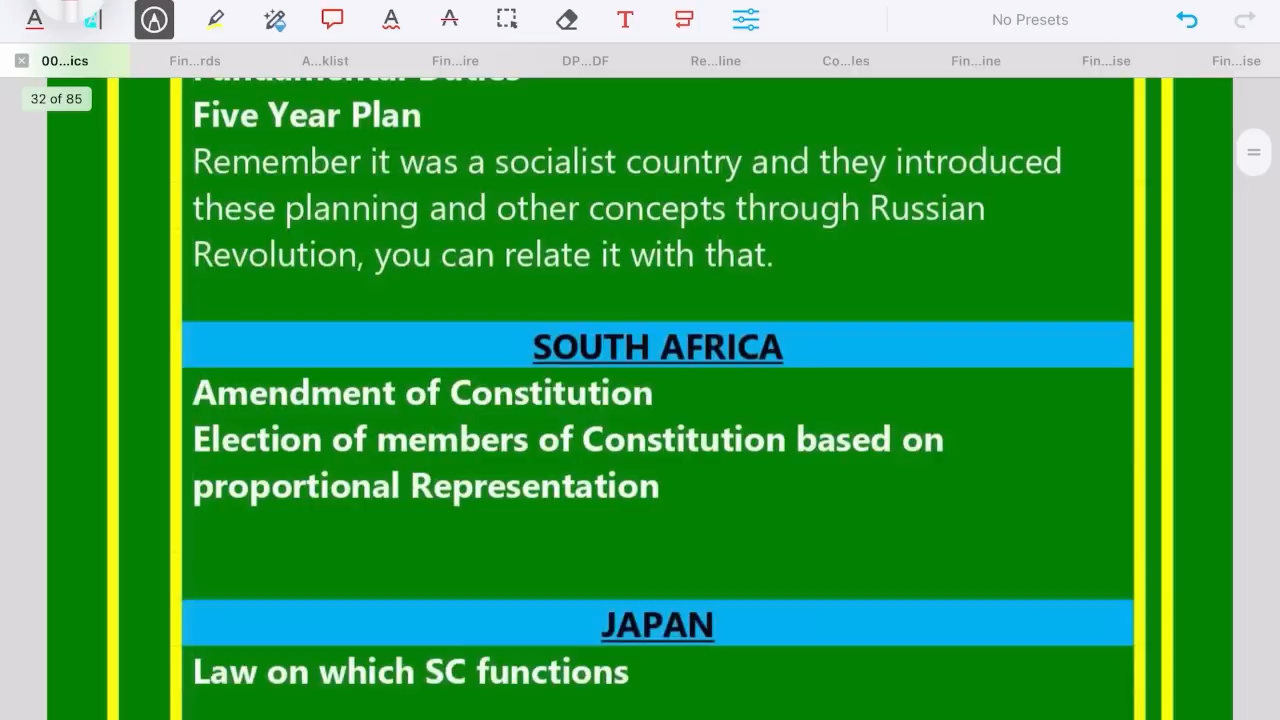 No Presets
00...ics
Fin...rds
A...klist
Fin...ire
DP...DF
Re...line
Co...les
Fin...ine
Fin...ise
Fin...ise
32 of 85
Fundamental Duties
Five Year Plan
Remember it was a socialist country and they introduced
these planning and other concepts through Russian
Revolution, you can relate it with that.
SOUTH AFRICA
Amendment of Constitution
Election of members of Constitution based on
proportional Representation
JAPAN
Law on which SC functions